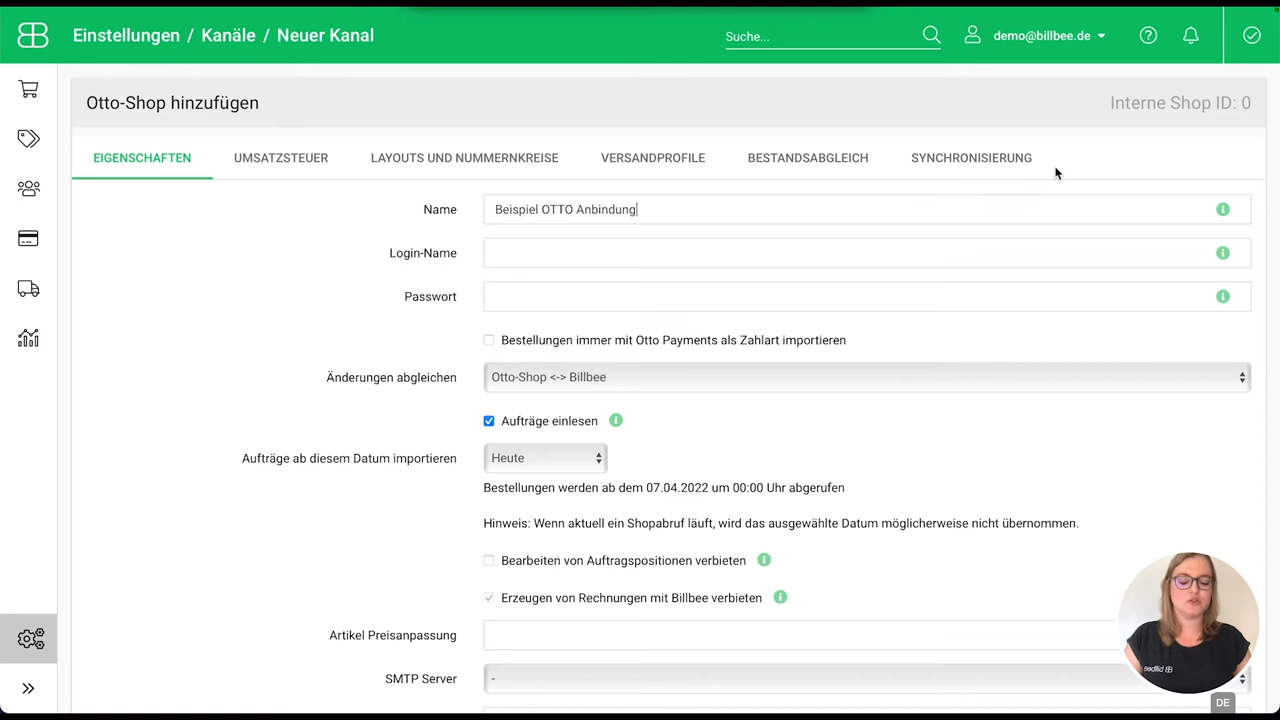 Einstellungen / Kanäle / Neuer Kanal
Suche...
demo@billbee.de
Otto-Shop hinzufügen
Interne Shop ID: 0
EIGENSCHAFTEN
UMSATZSTEUER
LAYOUTS UND NUMMERNKREISE
VERSANDPROFILE
BESTANDSABGLEICH
SYNCHRONISIERUNG
Name
Beispiel OTTO Anbindung
Login-Name
Passwort
Bestellungen immer mit Otto Payments als Zahlart importieren
Änderungen abgleichen
Otto-Shop <-> Billbee
Aufträge einlesen
Aufträge ab diesem Datum importieren
Heute
Bestellungen werden ab dem 07.04.2022 um 00:00 Uhr abgerufen
Hinweis: Wenn aktuell ein Shopabruf läuft, wird das ausgewählte Datum möglicherweise nicht übernommen.
Bearbeiten von Auftragspositionen verbieten
Erzeugen von Rechnungen mit Billbee verbieten
Artikel Preisanpassung
SMTP Server
-
DE